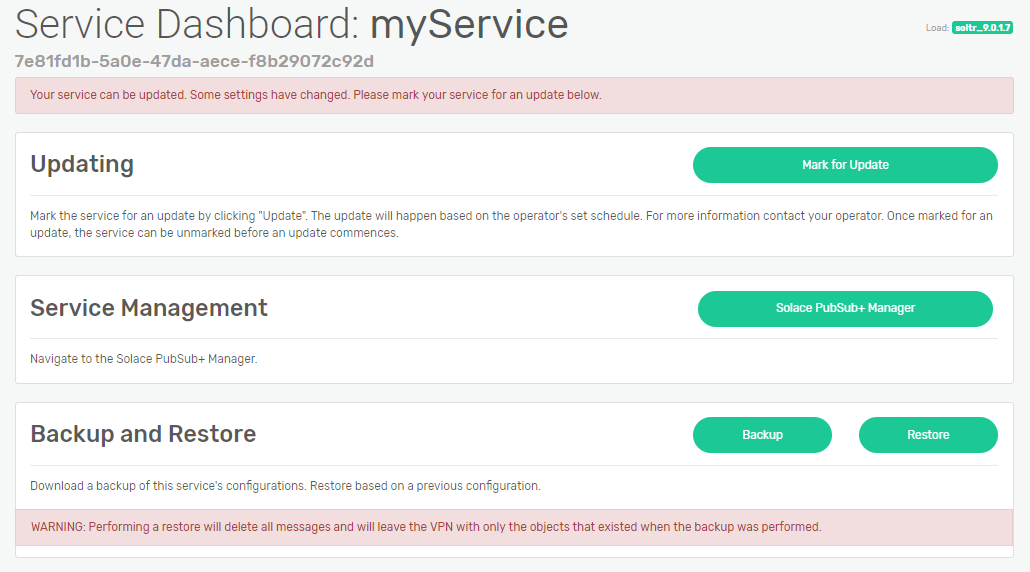 Service Dashboard: myService
Load: soltr_9.0.1.7
7e81fd1b-5a0e-47da-aece-f8b29072c92d
Your service can be updated. Some settings have changed. Please mark your service for an update below.
Updating
Mark for Update
Mark the service for an update by clicking "Update". The update will happen based on the operator's set schedule. For more information contact your operator. Once marked for an
update, the service can be unmarked before an update commences.
Service Management
Solace PubSub+ Manager
Navigate to the Solace PubSub+ Manager.
Backup and Restore
Backup
Restore
Download a backup of this service's configurations. Restore based on a previous configuration.
WARNING: Performing a restore will delete all messages and will leave the VPN with only the objects that existed when the backup was performed.